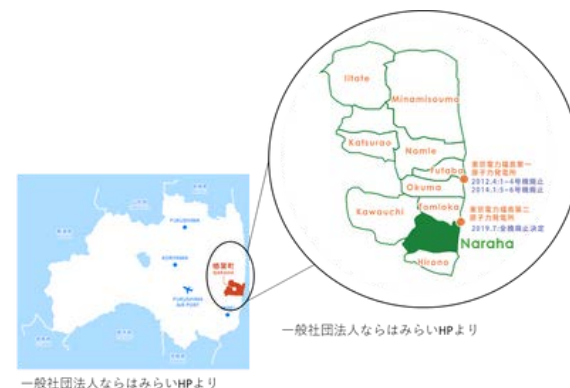 Iitate
Minamisouma
Katsurao
Namie
Futaba
東京電力福島第一
原子力発電所
2012.4:1~4号機廃止
2014.1:5~6号機廃止
Okuma
Tomioka
東京電力福島第二
原子力発電所
2019.7:全機廃止決定
Kawauchi
Naraha
Hirono
FUKUSHIMA
KORIYAMA
楢葉町
NARAHA
FUKUSHIMA
AIR PORT
一般社団法人ならはみらいHPより
一般社団法人ならはみらいHPより